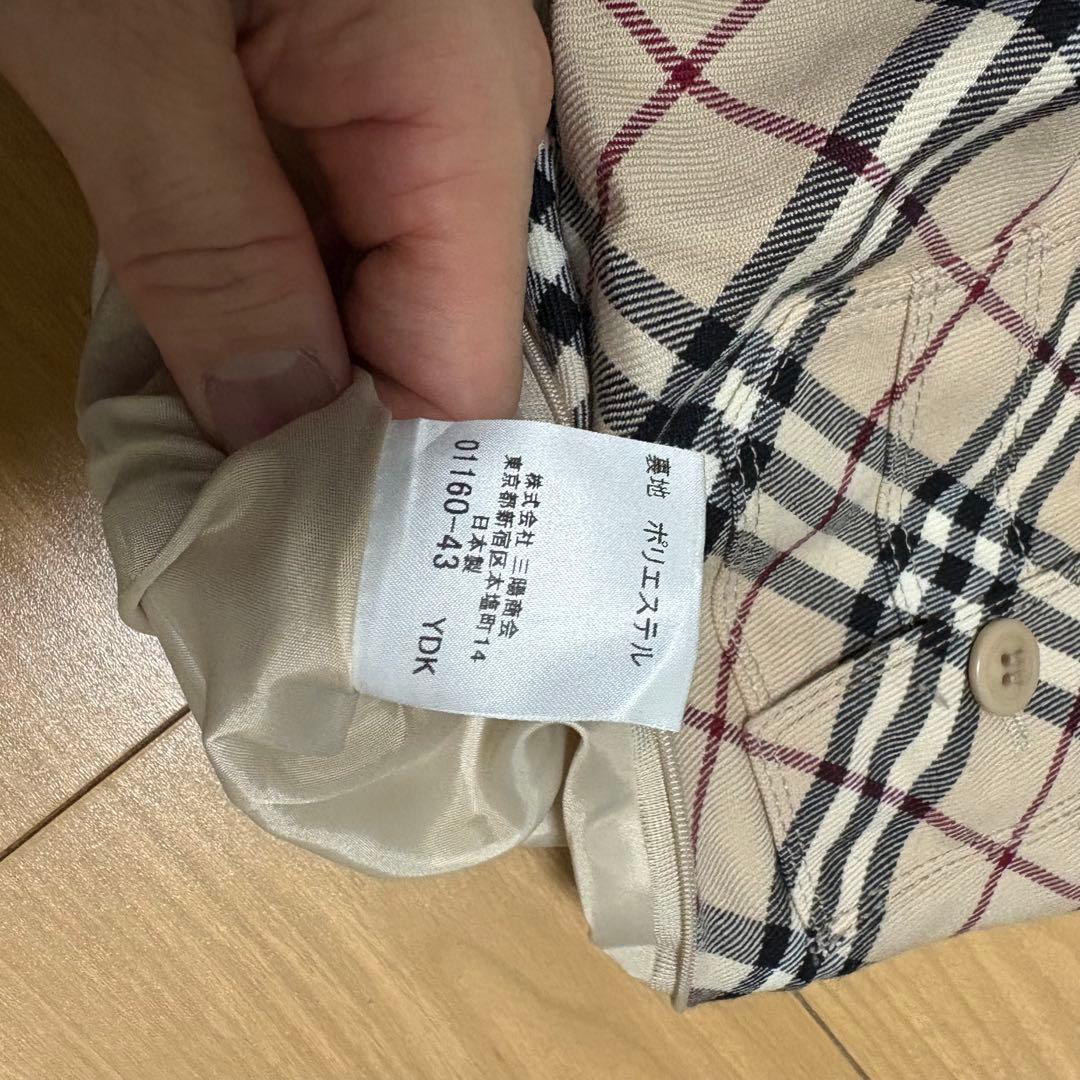 裏地 ポリエステル
株式会社 三陽商会
東京都新宿区本塩町14
日本製
01160-43 YDK